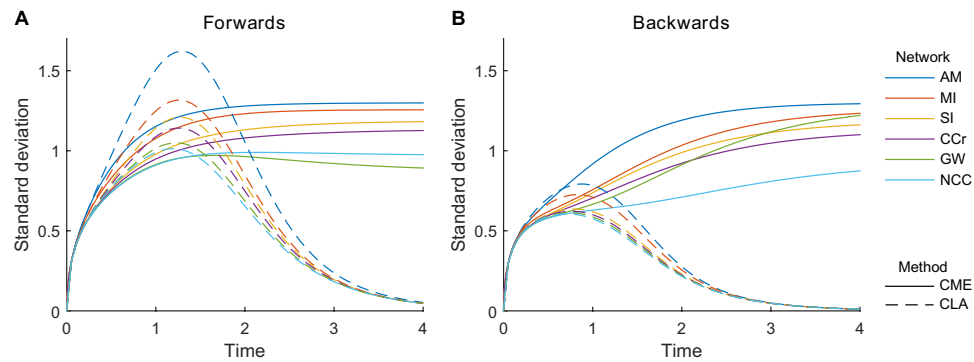 A
Forwards
Standard deviation
1.5
1
0.5
0
0
1
2
3
4
Time
B
Backwards
Standard deviation
1.5
1
0.5
0
0
1
2
3
4
Time
Network
AM
MI
SI
CCr
GW
NCC
Method
CME
CLA